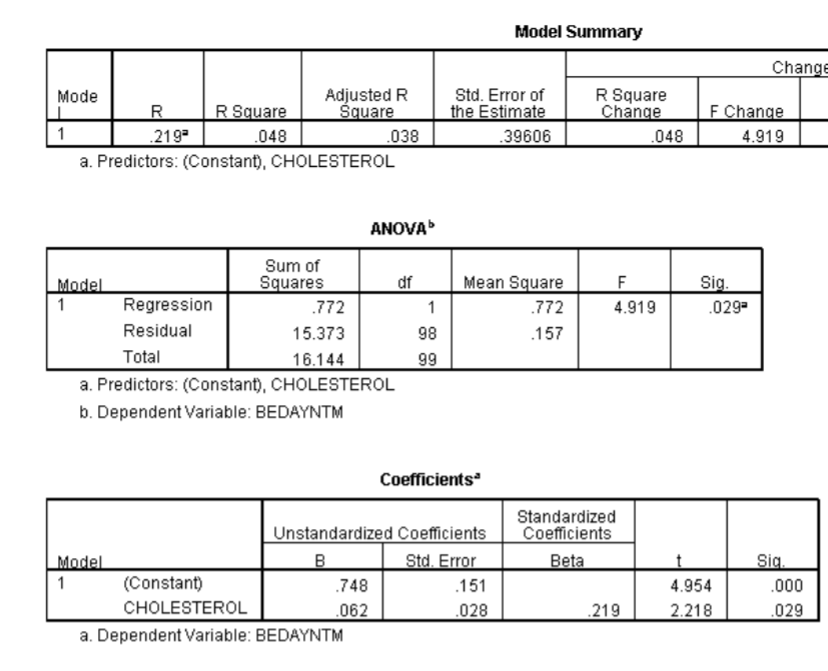 Model Summary
Change
Mode
l R R Square Adjusted R Square Std. Error of the Estimate R Square Change F Change
1 .219a .048 .038 .39606 .048 4.919
a. Predictors: (Constant), CHOLESTEROL
ANOVAb
Model Sum of Squares df Mean Square F Sig.
1 Regression .772 1 .772 4.919 .029a
Residual 15.373 98 .157
Total 16.144 99
a. Predictors: (Constant), CHOLESTEROL
b. Dependent Variable: BEDAYNTM
Coefficientsa
Unstandardized Coefficients Standardized Coefficients
Model B Std. Error Beta t Sig.
1 (Constant) .748 .151 4.954 .000
CHOLESTEROL .062 .028 .219 2.218 .029
a. Dependent Variable: BEDAYNTM